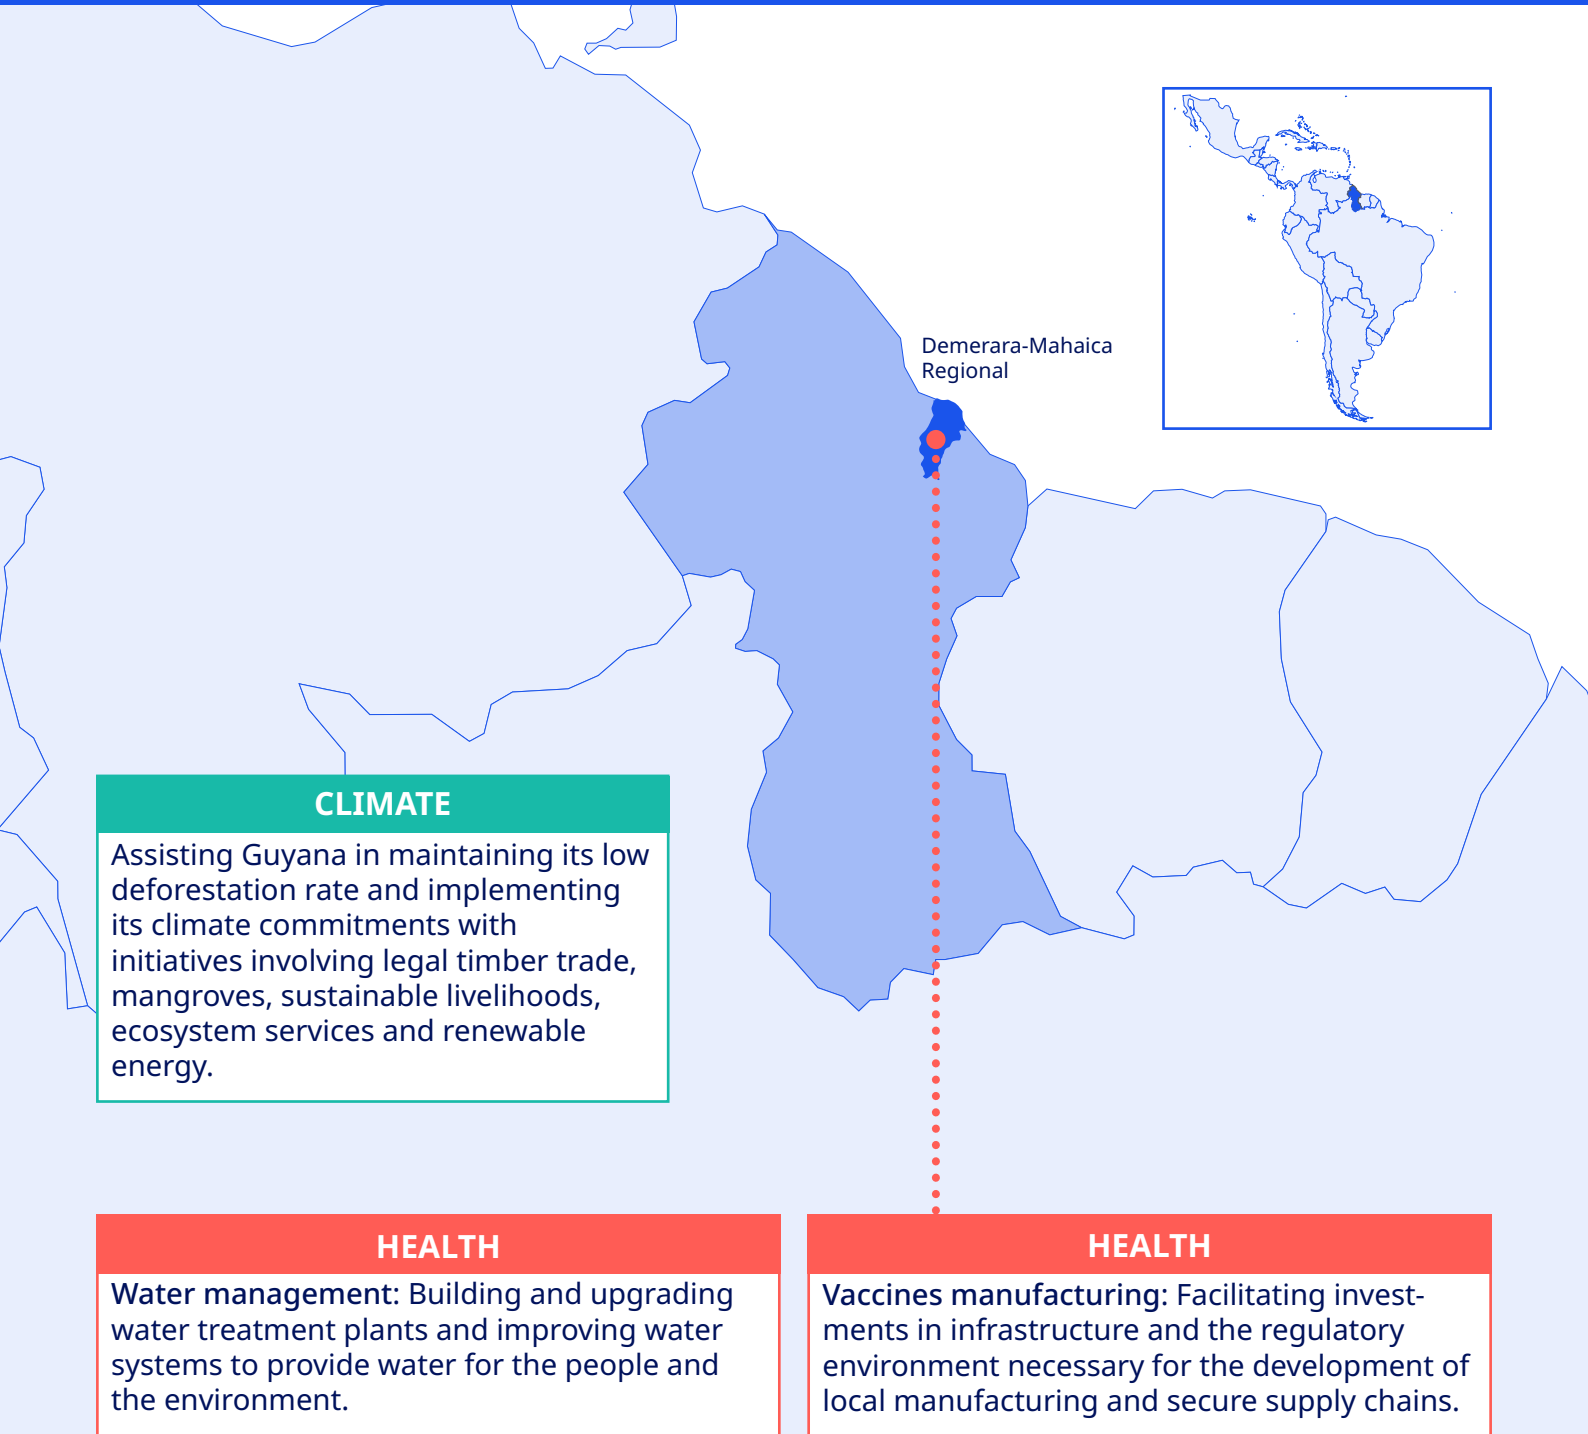 Demerara-Mahaica
Regional
CLIMATE
Assisting Guyana in maintaining its low
deforestation rate and implementing
its climate commitments with
initiatives involving legal timber trade,
mangroves, sustainable livelihoods,
ecosystem services and renewable
energy.
HEALTH
Water management: Building and upgrading
water treatment plants and improving water
systems to provide water for the people and
the environment.
HEALTH
Vaccines manufacturing: Facilitating invest-
ments in infrastructure and the regulatory
environment necessary for the development of
local manufacturing and secure supply chains.